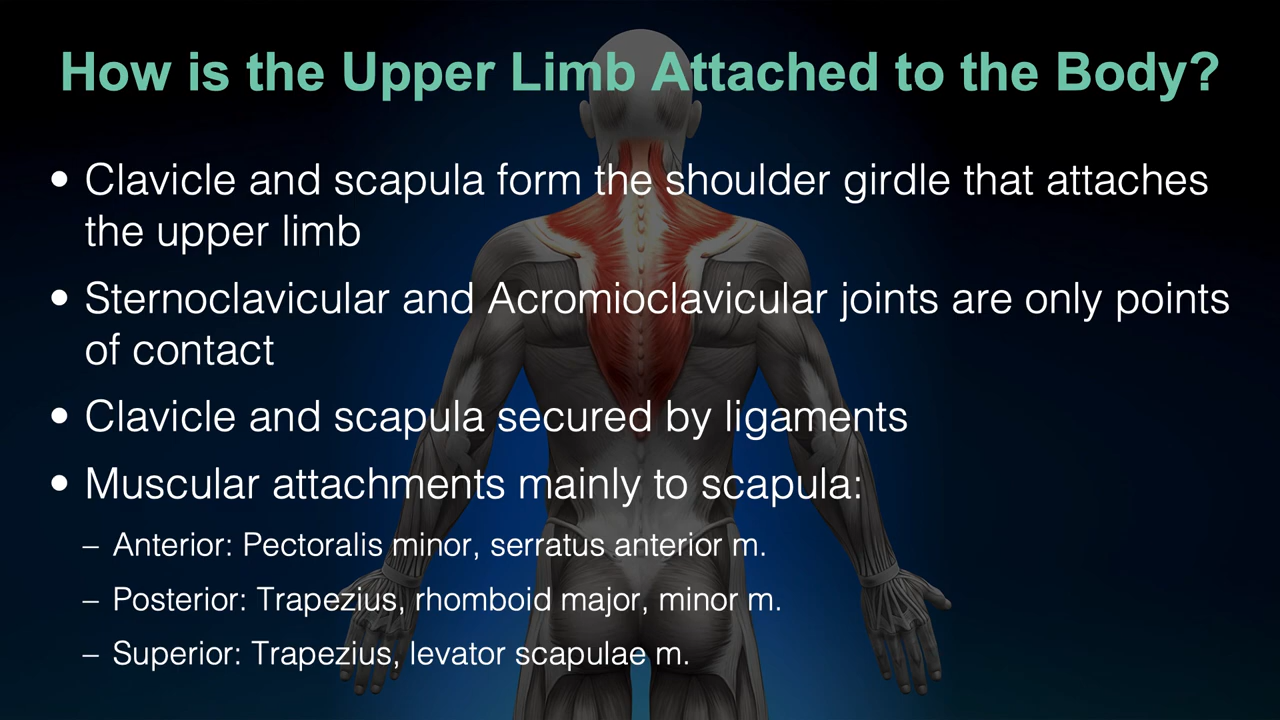 How is the Upper Limb Attached to the Body?
• Clavicle and scapula form the shoulder girdle that attaches
the upper limb
• Sternoclavicular and Acromioclavicular joints are only points
of contact
• Clavicle and scapula secured by ligaments
• Muscular attachments mainly to scapula:
– Anterior: Pectoralis minor, serratus anterior m.
– Posterior: Trapezius, rhomboid major, minor m.
– Superior: Trapezius, levator scapulae m.